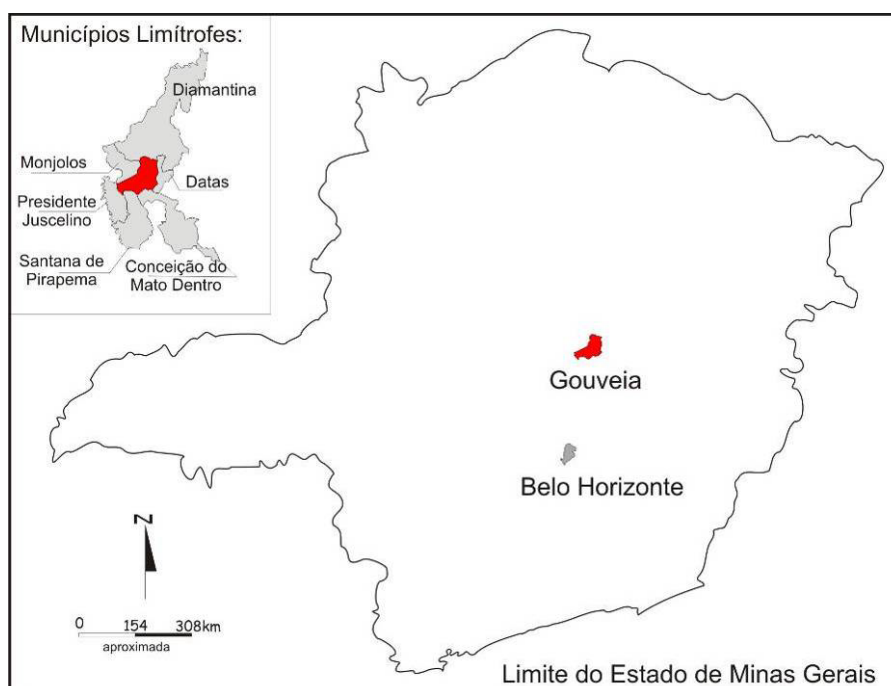 Municípios Limítrofes:
Diamantina
Monjolos
Datas
Presidente
Juscelino
Santana de
Pirapema
Conceição do
Mato Dentro
Gouveia
Belo Horizonte
N
0 154 308km
aproximada
Limite do Estado de Minas Gerais